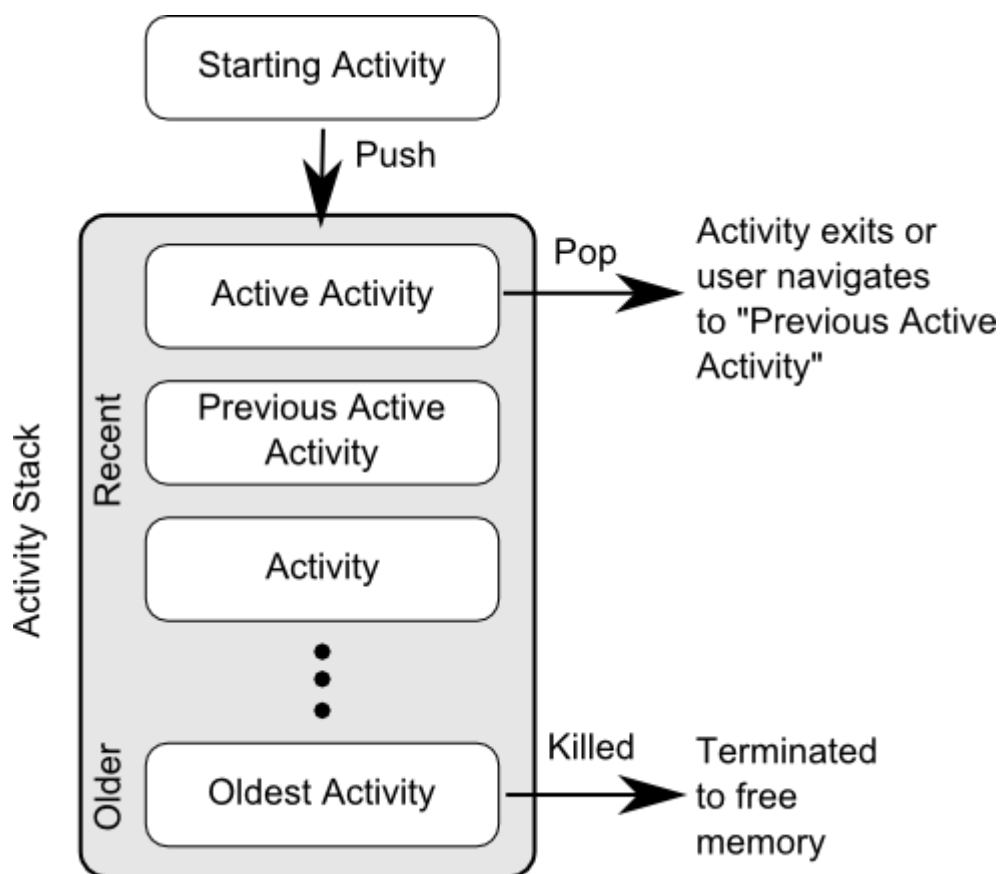 Starting Activity
Push
Active Activity
Pop
Activity exits or
user navigates
to "Previous Active
Activity"
Previous Active
Activity
Recent
Activity Stack
Activity
Older
Oldest Activity
Killed
Terminated
to free
memory